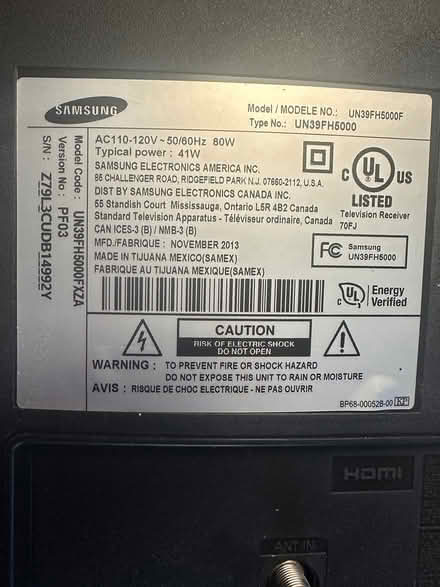 SAMSUNG
Model / MODELE NO.: UN39FH5000F
Type No.: UN39FH5000
AC110-120V ~ 50/60Hz 80W
Typical power : 41W
SAMSUNG ELECTRONICS AMERICA INC.
85 CHALLENGER ROAD, RIDGEFIELD PARK N.J. 07660-2112, U.S.A.
DIST BY SAMSUNG ELECTRONICS CANADA INC.
55 Standish Court Mississauga, Ontario L5R 4B2 Canada
Standard Television Apparatus - Téléviseur ordinaire, Canada
CAN ICES-3 (B) / NMB-3 (B)
MFD./FABRIQUE : NOVEMBER 2013
MADE IN TIJUANA MEXICO(SAMEX)
FABRIQUE AU TIJUANA MEXIQUE(SAMEX)
C UL US
LISTED
Television Receiver
70FJ
FC Samsung
UN39FH5000
c UL Energy
Verified
Model Code : UN39FH5000FXZA
Version No : PF03
S/N : Z79L3CUDB14992Y
CAUTION
RISK OF ELECTRIC SHOCK
DO NOT OPEN
WARNING : TO PREVENT FIRE OR SHOCK HAZARD
DO NOT EXPOSE THIS UNIT TO RAIN OR MOISTURE
AVIS : RISQUE DE CHOC ELECTRIQUE - NE PAS OUVRIR
BP68-00052B-00
HDMI
ANT IN